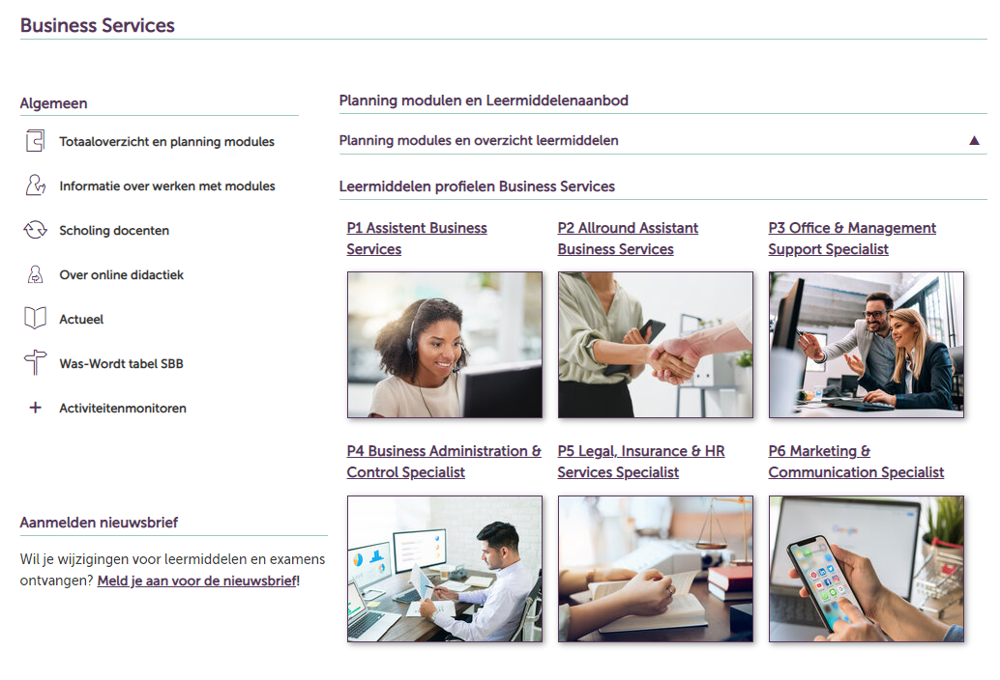 Business Services
Algemeen
Totaaloverzicht en planning modules
Informatie over werken met modules
Scholing docenten
Over online didactiek
Actueel
Was-Wordt tabel SBB
Activiteitenmonitoren
Aanmelden nieuwsbrief
Wil je wijzigingen voor leermiddelen en examens
ontvangen? Meld je aan voor de nieuwsbrief!
Planning modulen en Leermiddelenaanbod
Planning modules en overzicht leermiddelen
Leermiddelen profielen Business Services
P1 Assistent Business
Services
P2 Allround Assistant
Business Services
P3 Office & Management
Support Specialist
P4 Business Administration &
Control Specialist
P5 Legal, Insurance & HR
Services Specialist
P6 Marketing &
Communication Specialist
Google